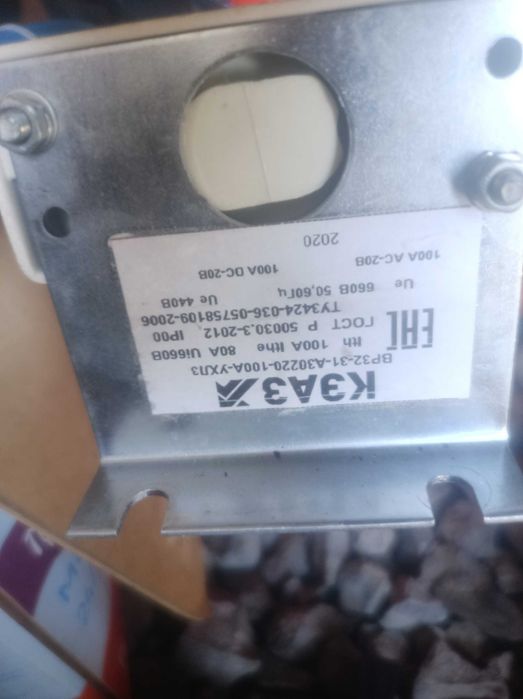 КЭАЗ
ВР32-31-А30220-100А-УХЛ3
Ith 100А Ithe 80А Ui660В
ГОСТ Р 50030.3-2012 IP00
ТУ3424-036-05758109-2006
Ue 660В 50,60Гц Ue 440В
100А АС-20В 100А DC-20В
2020
ЕАС